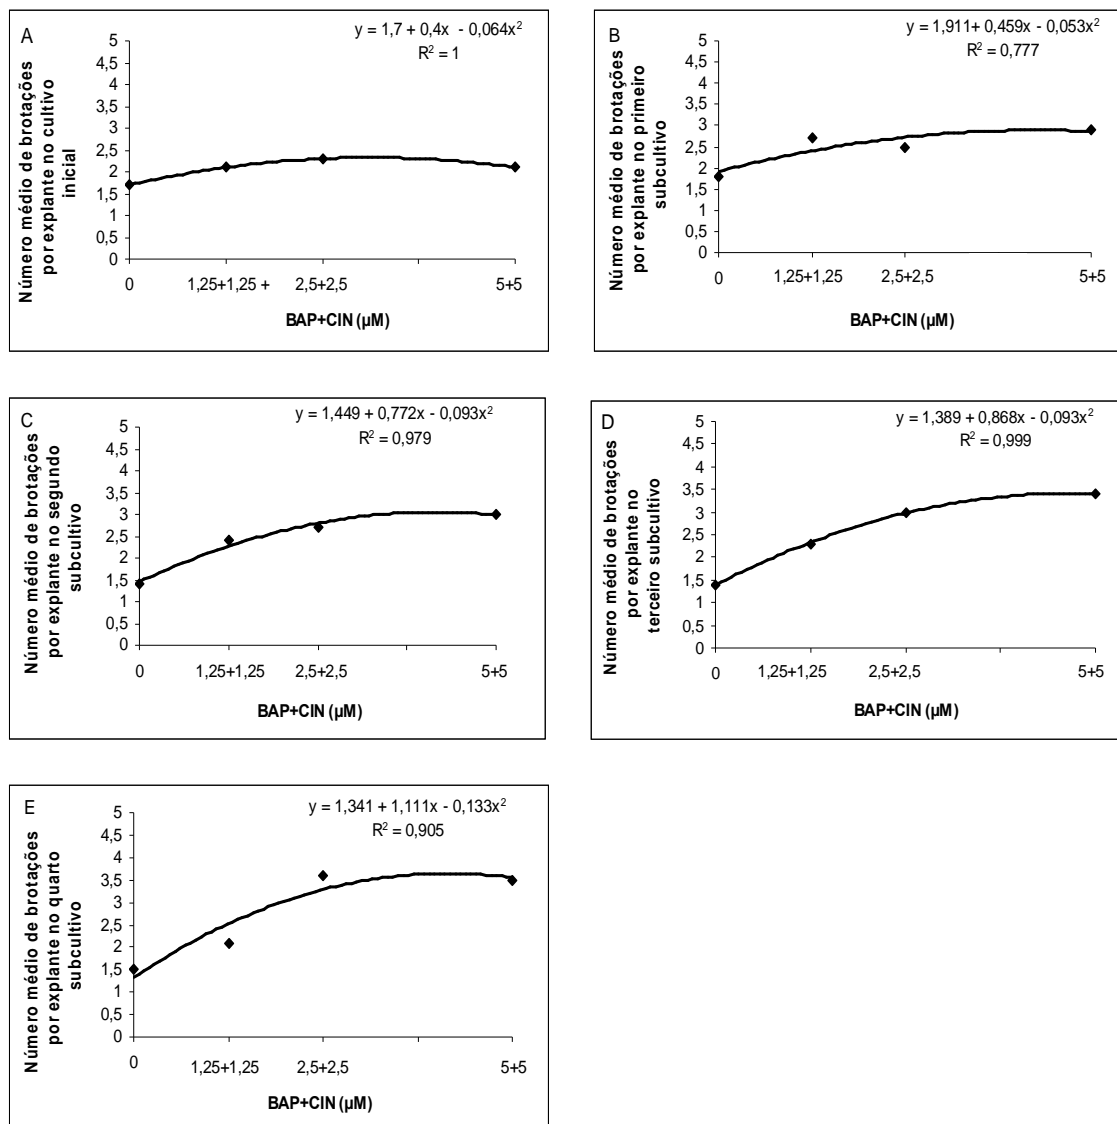 A
y = 1,7 + 0,4x - 0,064x²
R² = 1
Número médio de brotações
por explante no cultivo
inicial
5
4,5
4
3,5
3
2,5
2
1,5
1
0,5
0
0
1,25+1,25 +
2,5+2,5
5+5
BAP+CIN (µM)
B
y = 1,911+ 0,459x - 0,053x²
R² = 0,777
Número médio de brotações
por explante no primeiro
subcultivo
5
4,5
4
3,5
3
2,5
2
1,5
1
0,5
0
0
1,25+1,25
2,5+2,5
5+5
BAP+CIN (µM)
C
y = 1,449 + 0,772x - 0,093x²
R² = 0,979
Número médio de brotações
por explante no segundo
subcultivo
5
4,5
4
3,5
3
2,5
2
1,5
1
0,5
0
0
1,25+1,25
2,5+2,5
5+5
BAP+CIN (µM)
D
y = 1,389 + 0,868x - 0,093x²
R² = 0,999
Número médio de brotações
por explante no
terceiro subcultivo
5
4,5
4
3,5
3
2,5
2
1,5
1
0,5
0
0
1,25+1,25
2,5+2,5
5+5
BAP+CIN (µM)
E
y = 1,341 + 1,111x - 0,133x²
R² = 0,905
Número médio de brotações
por explante no quarto
subcultivo
5
4,5
4
3,5
3
2,5
2
1,5
1
0,5
0
0
1,25+1,25
2,5+2,5
5+5
BAP+CIN (µM)